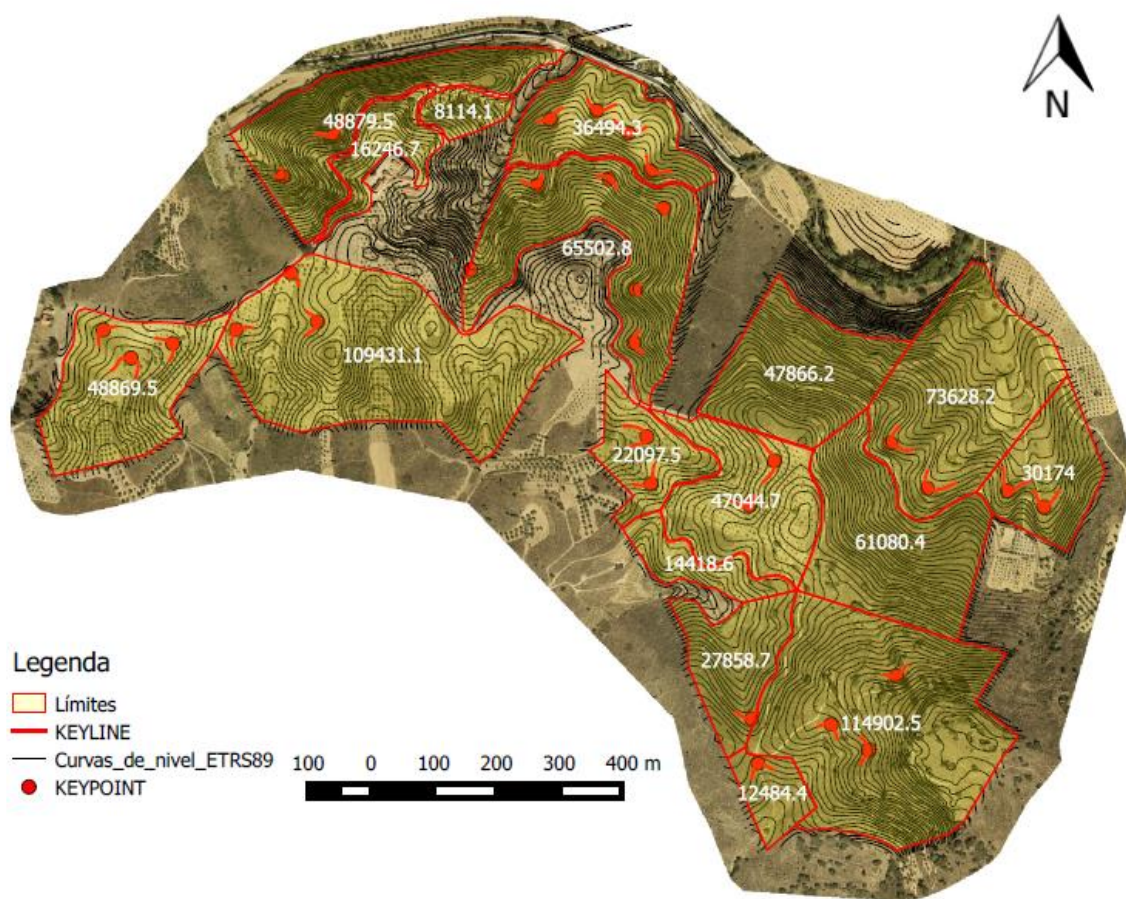 N
8114.1
48879.5
36494.3
16246.7
65502.8
109431.1
48869.5
47866.2
73628.2
22097.5
30174
47044.7
61080.4
14418.6
27858.7
114902.5
12484.4
Legenda
Límites
KEYLINE
Curvas_de_nivel_ETRS89
KEYPOINT
100 0 100 200 300 400 m